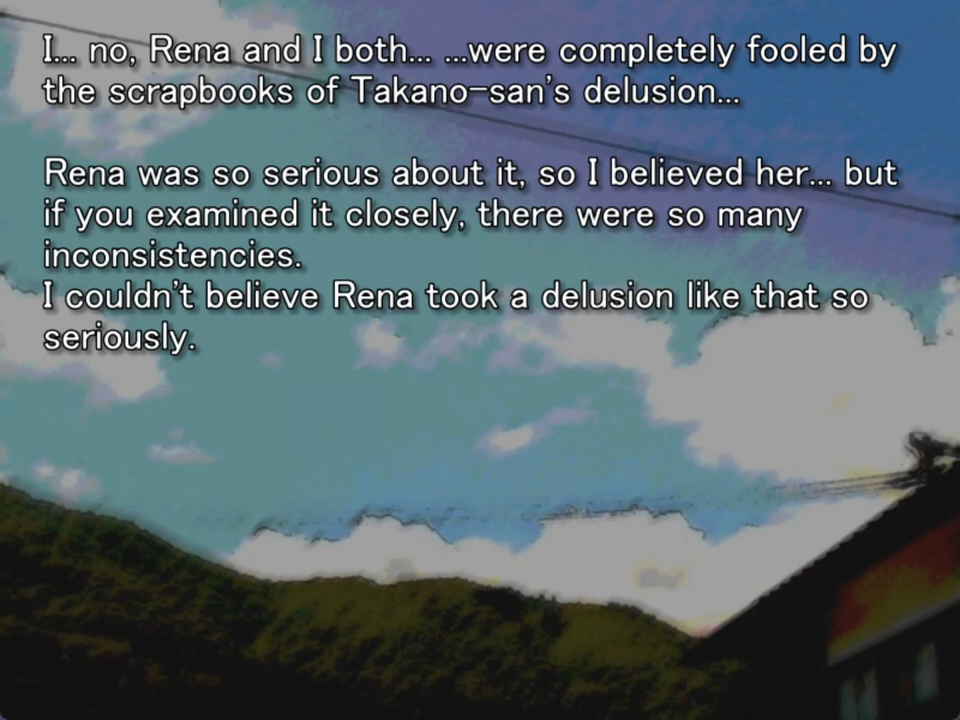 I... no, Rena and I both... ...were completely fooled by
the scrapbooks of Takano-san's delusion...
Rena was so serious about it, so I believed her... but
if you examined it closely, there were so many
inconsistencies.
I couldn't believe Rena took a delusion like that so
seriously.